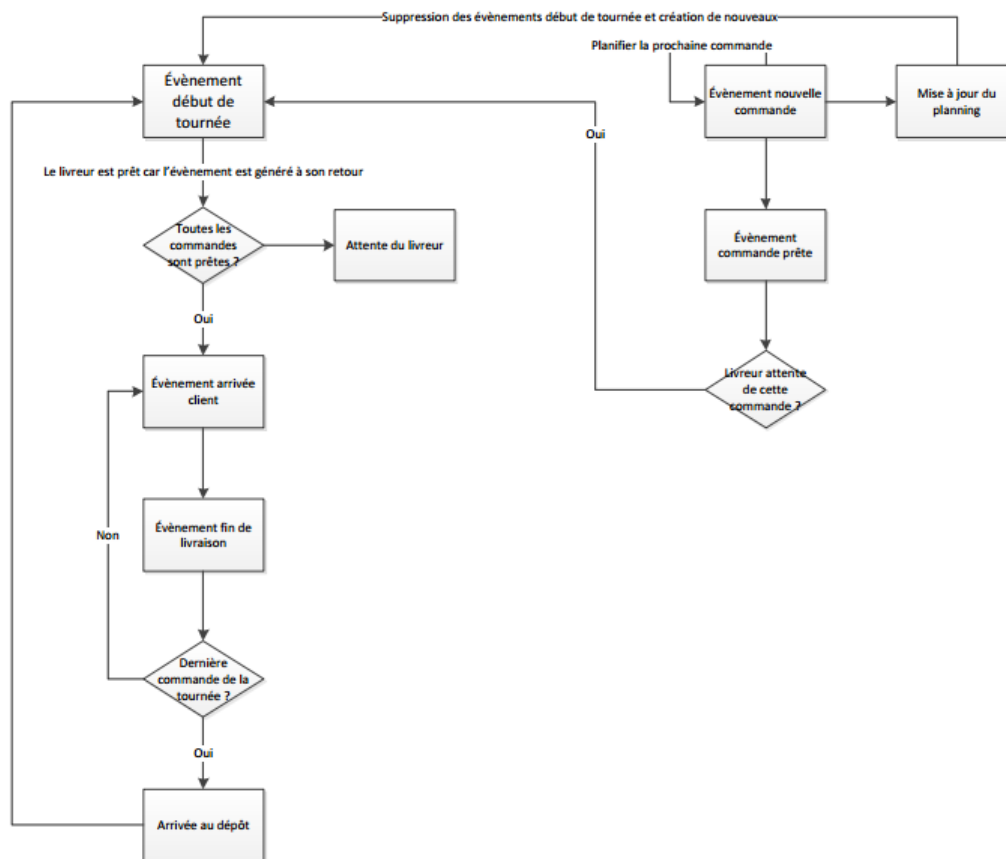 Suppression des évènements début de tournée et création de nouveaux
Planifier la prochaine commande
Évènement
début de
tournée
Évènement nouvelle
commande
Mise à jour du
planning
Oui
Le livreur est prêt car l'évènement est généré à son retour
Toutes les
commandes
sont prêtes ?
Attente du livreur
Évènement
commande prête
Oui
Évènement arrivée
client
Livreur attente
de cette
commande ?
Non
Évènement fin de
livraison
Dernière
commande de la
tournée ?
Oui
Arrivée au dépôt